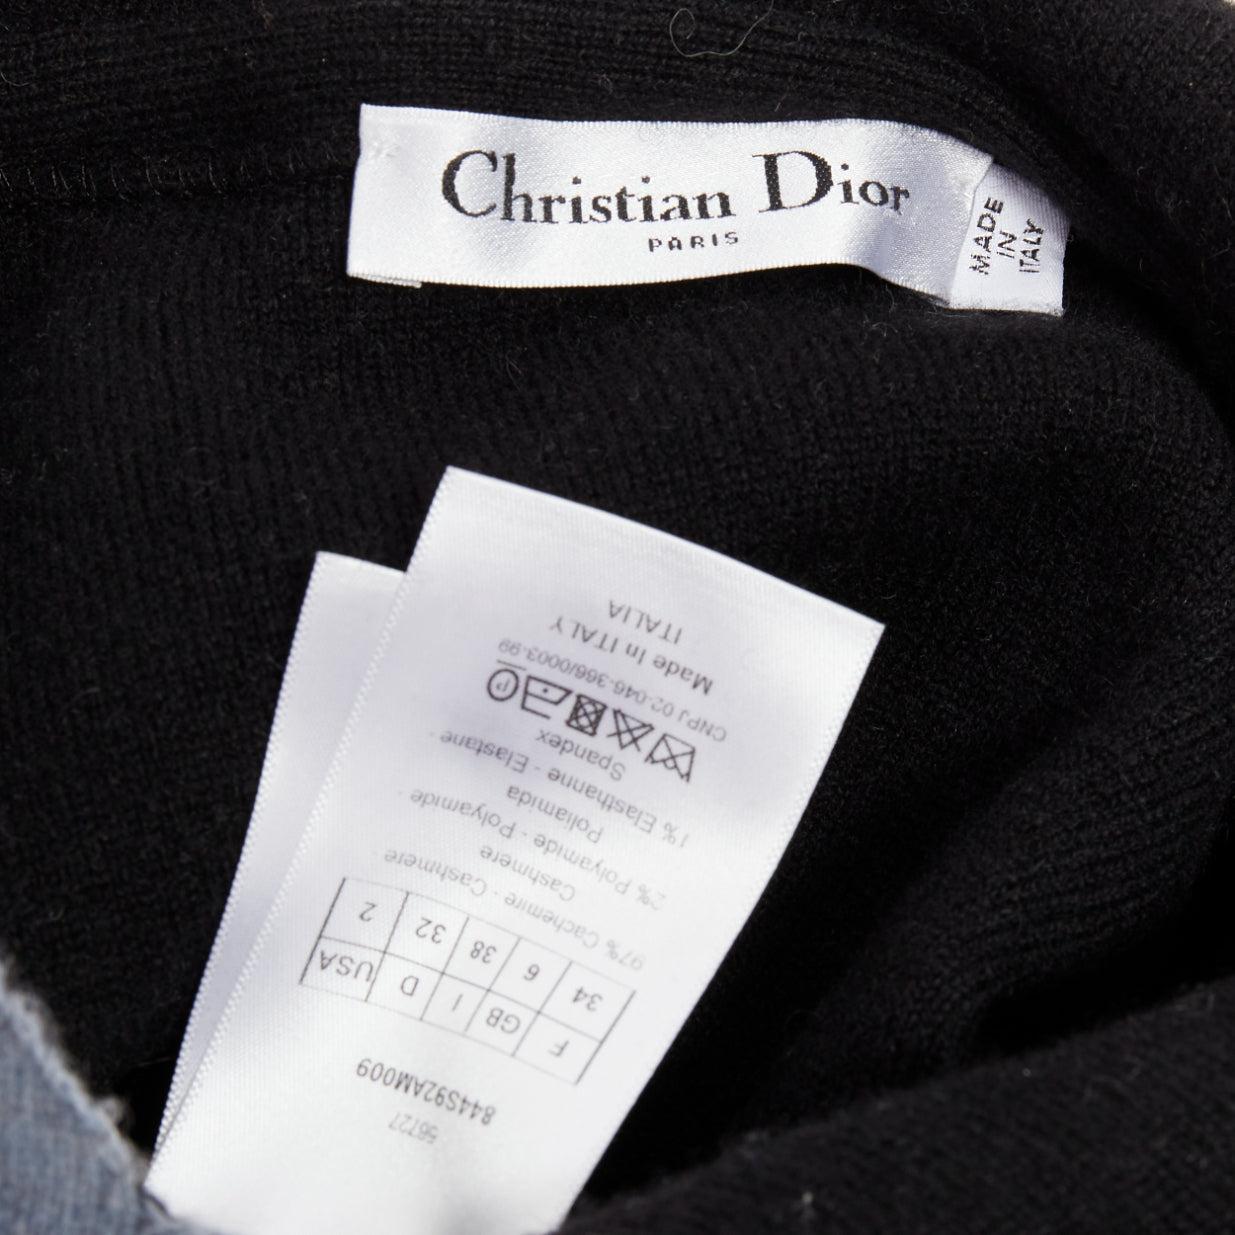 Christian Dior
PARIS
MADE
IN
ITALY
56727
844S92AM009
F GB I D USA
34 6 38 32 2
97% Cachemire - Cashmere - Cashmere
Cashmere
2% Polyamide - Polyamide -
Poliamida
1% Elasthanne - Elastane -
Spandex
P
CNPJ 02-046-366/0003.99
Made In ITALY
ITALIA